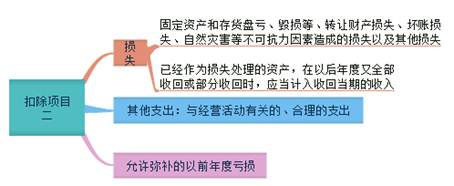 扣除项目
二
损
失
固定资产和存货盘亏、毁损等、转让财产损失、坏账损
失、自然灾害等不可抗力因素造成的损失以及其他损失
已经作为损失处理的资产，在以后年度又全部
收回或部分收回时，应当计入收回当期的收入
其他支出：与经营活动有关的、合理的支出
允许弥补的以前年度亏损